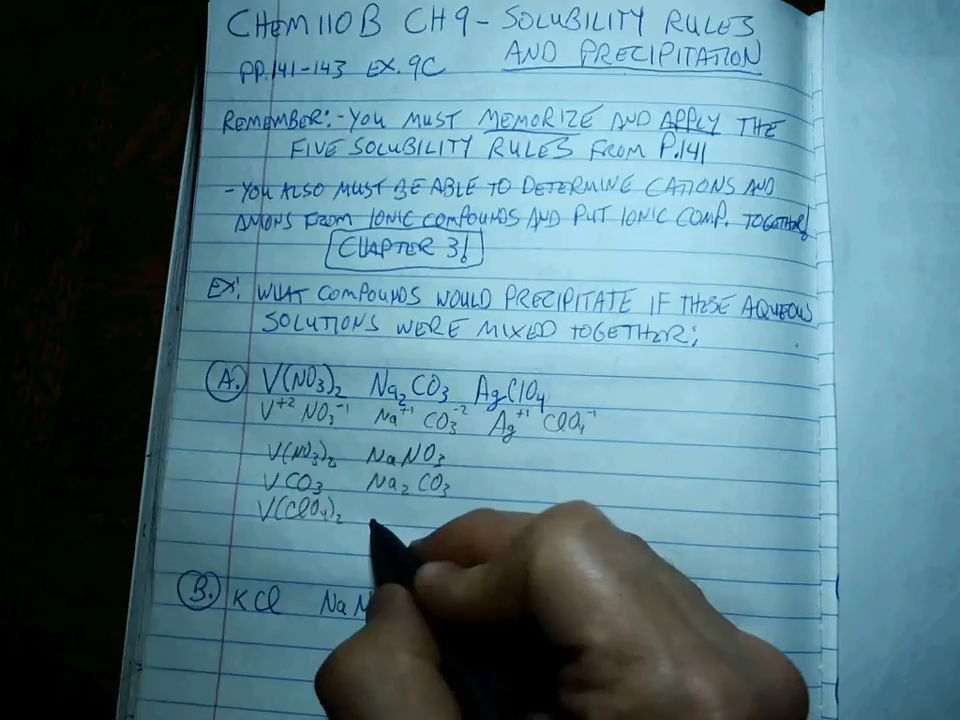 CHEM 110B CH 9 - SOLUBILITY RULES
AND PRECIPITATION
PP. 141-143 EX. 9C
REMEMBER: - YOU MUST MEMORIZE AND APPLY THE
FIVE SOLUBILITY RULES FROM P. 141
- YOU ALSO MUST BE ABLE TO DETERMINE CATIONS AND
ANIONS FROM IONIC COMPOUNDS AND PUT IONIC COMP. TOGETHER!
CHAPTER 3!
EX: WHAT COMPOUNDS WOULD PRECIPITATE IF THESE AQUEOUS
SOLUTIONS WERE MIXED TOGETHER:
A. V(NO3)2 Na2CO3 AgClO4
V+2 NO3-1 Na+1 CO3-2 Ag+1 ClO4-1
V(NO3)2 NaNO3
VCO3 Na2CO3
V(ClO4)2
B. KCl Na